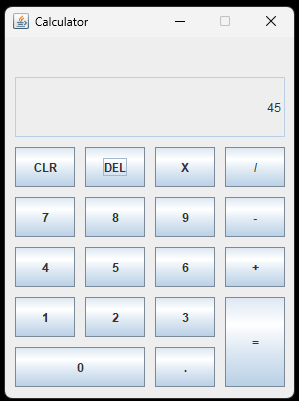 Calculator
45
CLR DEL X /
7 8 9 -
4 5 6 +
1 2 3 =
0 .